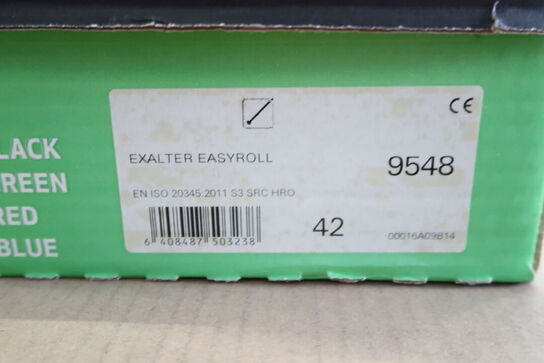 LACK
REEN
RED
BLUE
CE
EXALTER EASYROLL
9548
EN ISO 20345:2011 S3 SRC HRO
6 408487 503238
42
00016A09B14